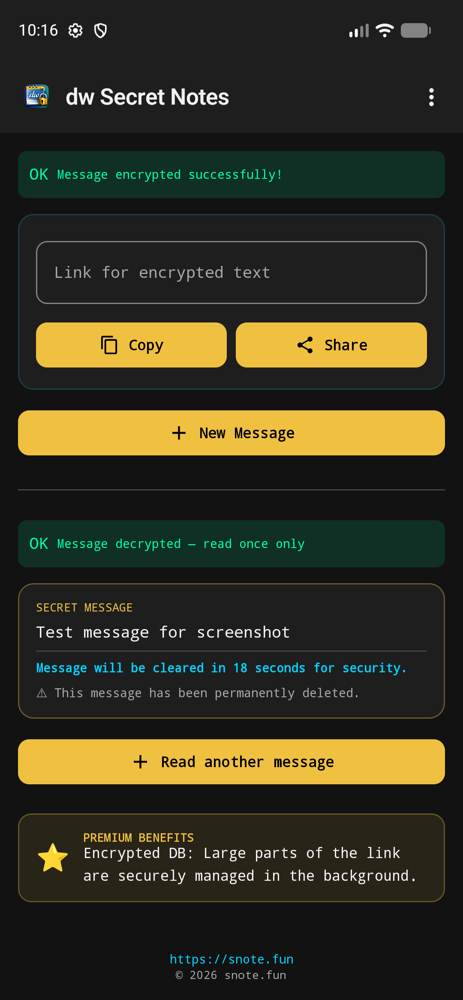 10:16
dw Secret Notes
OK Message encrypted successfully!
Link for encrypted text
Copy
Share
New Message
OK Message decrypted — read once only
SECRET MESSAGE
Test message for screenshot
Message will be cleared in 18 seconds for security.
⚠ This message has been permanently deleted.
Read another message
PREMIUM BENEFITS
Encrypted DB: Large parts of the link
are securely managed in the background.
https://snote.fun
© 2026 snote.fun